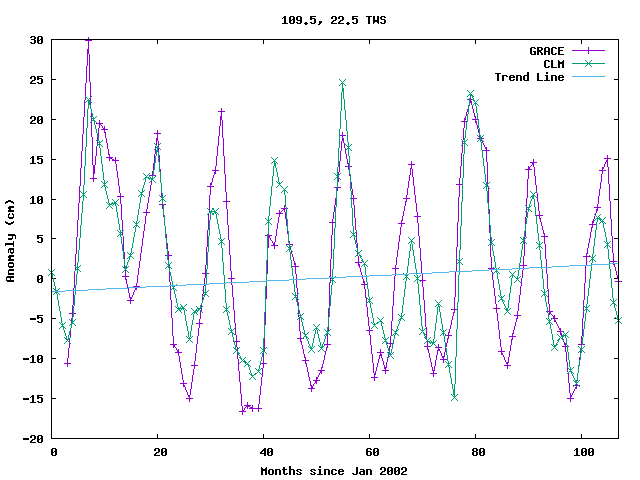 109.5, 22.5 TWS
GRACE
CLM
Trend Line
30
25
20
15
10
5
0
-5
-10
-15
-20
Anomaly (cm)
0 20 40 60 80 100
Months since Jan 2002